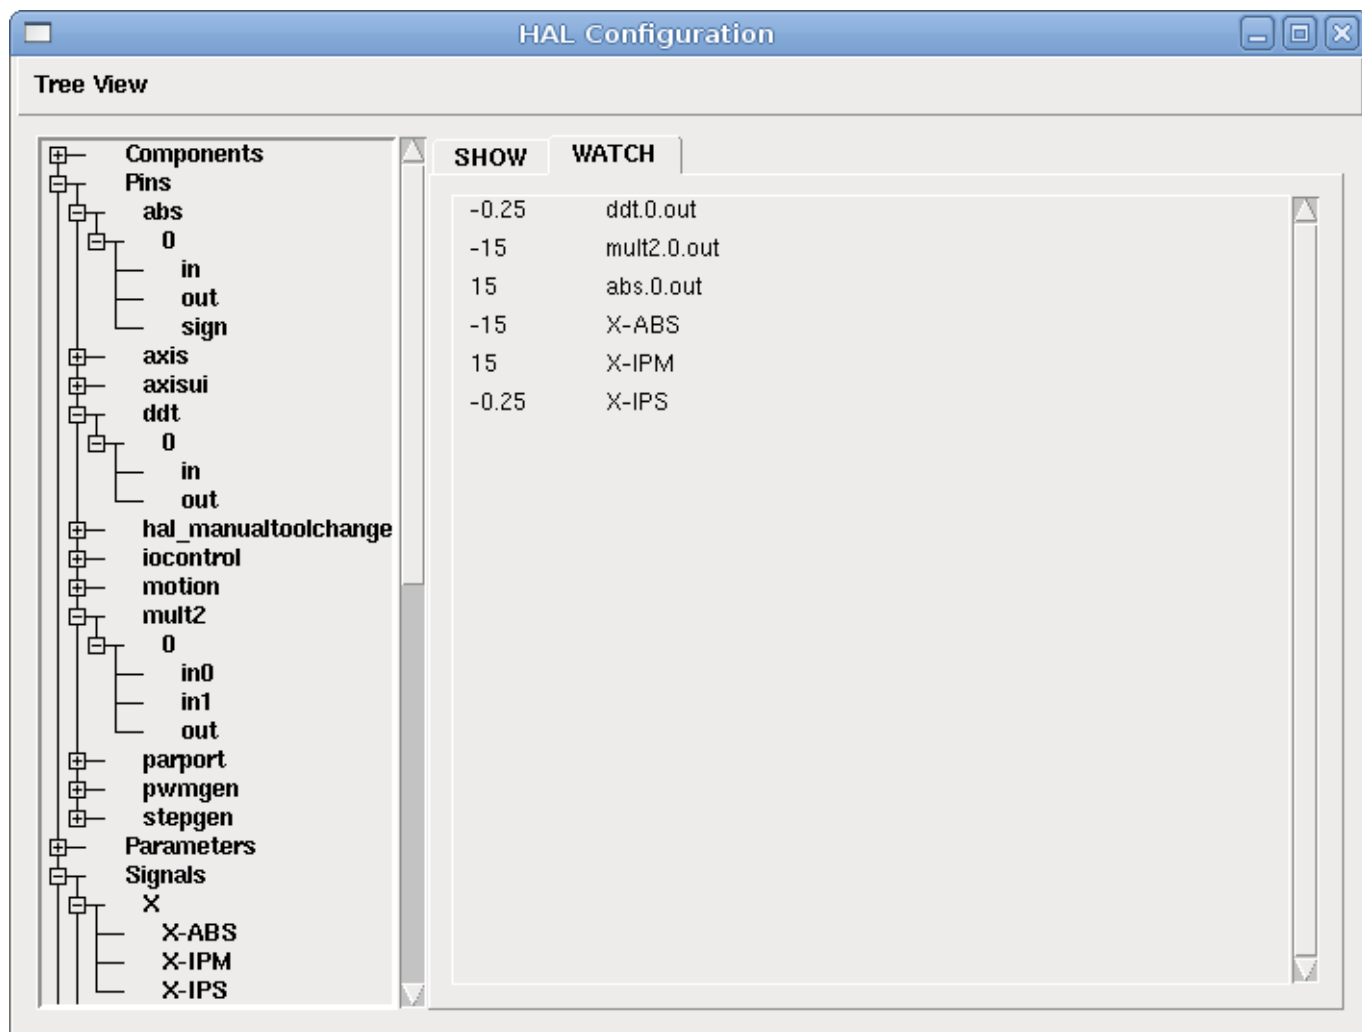 HAL Configuration
Tree View
Components
Pins
abs
0
in
out
sign
axis
axisui
ddt
0
in
out
hal_manualtoolchange
iocontrol
motion
mult2
0
in0
in1
out
parport
pwmgen
stepgen
Parameters
Signals
X
X-ABS
X-IPM
X-IPS
SHOW WATCH
-0.25 ddt.0.out
-15 mult2.0.out
15 abs.0.out
-15 X-ABS
15 X-IPM
-0.25 X-IPS